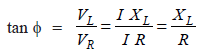 tan ϕ = V_L / V_R = I X_L / I R = X_L / R